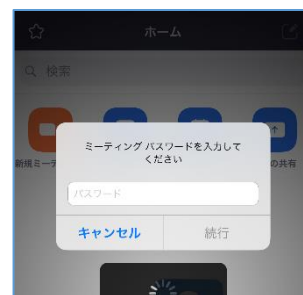 ホーム
検索
ミーティング パスワードを入力して
ください
パスワード
新規ミーテ
の共有
キャンセル
続行